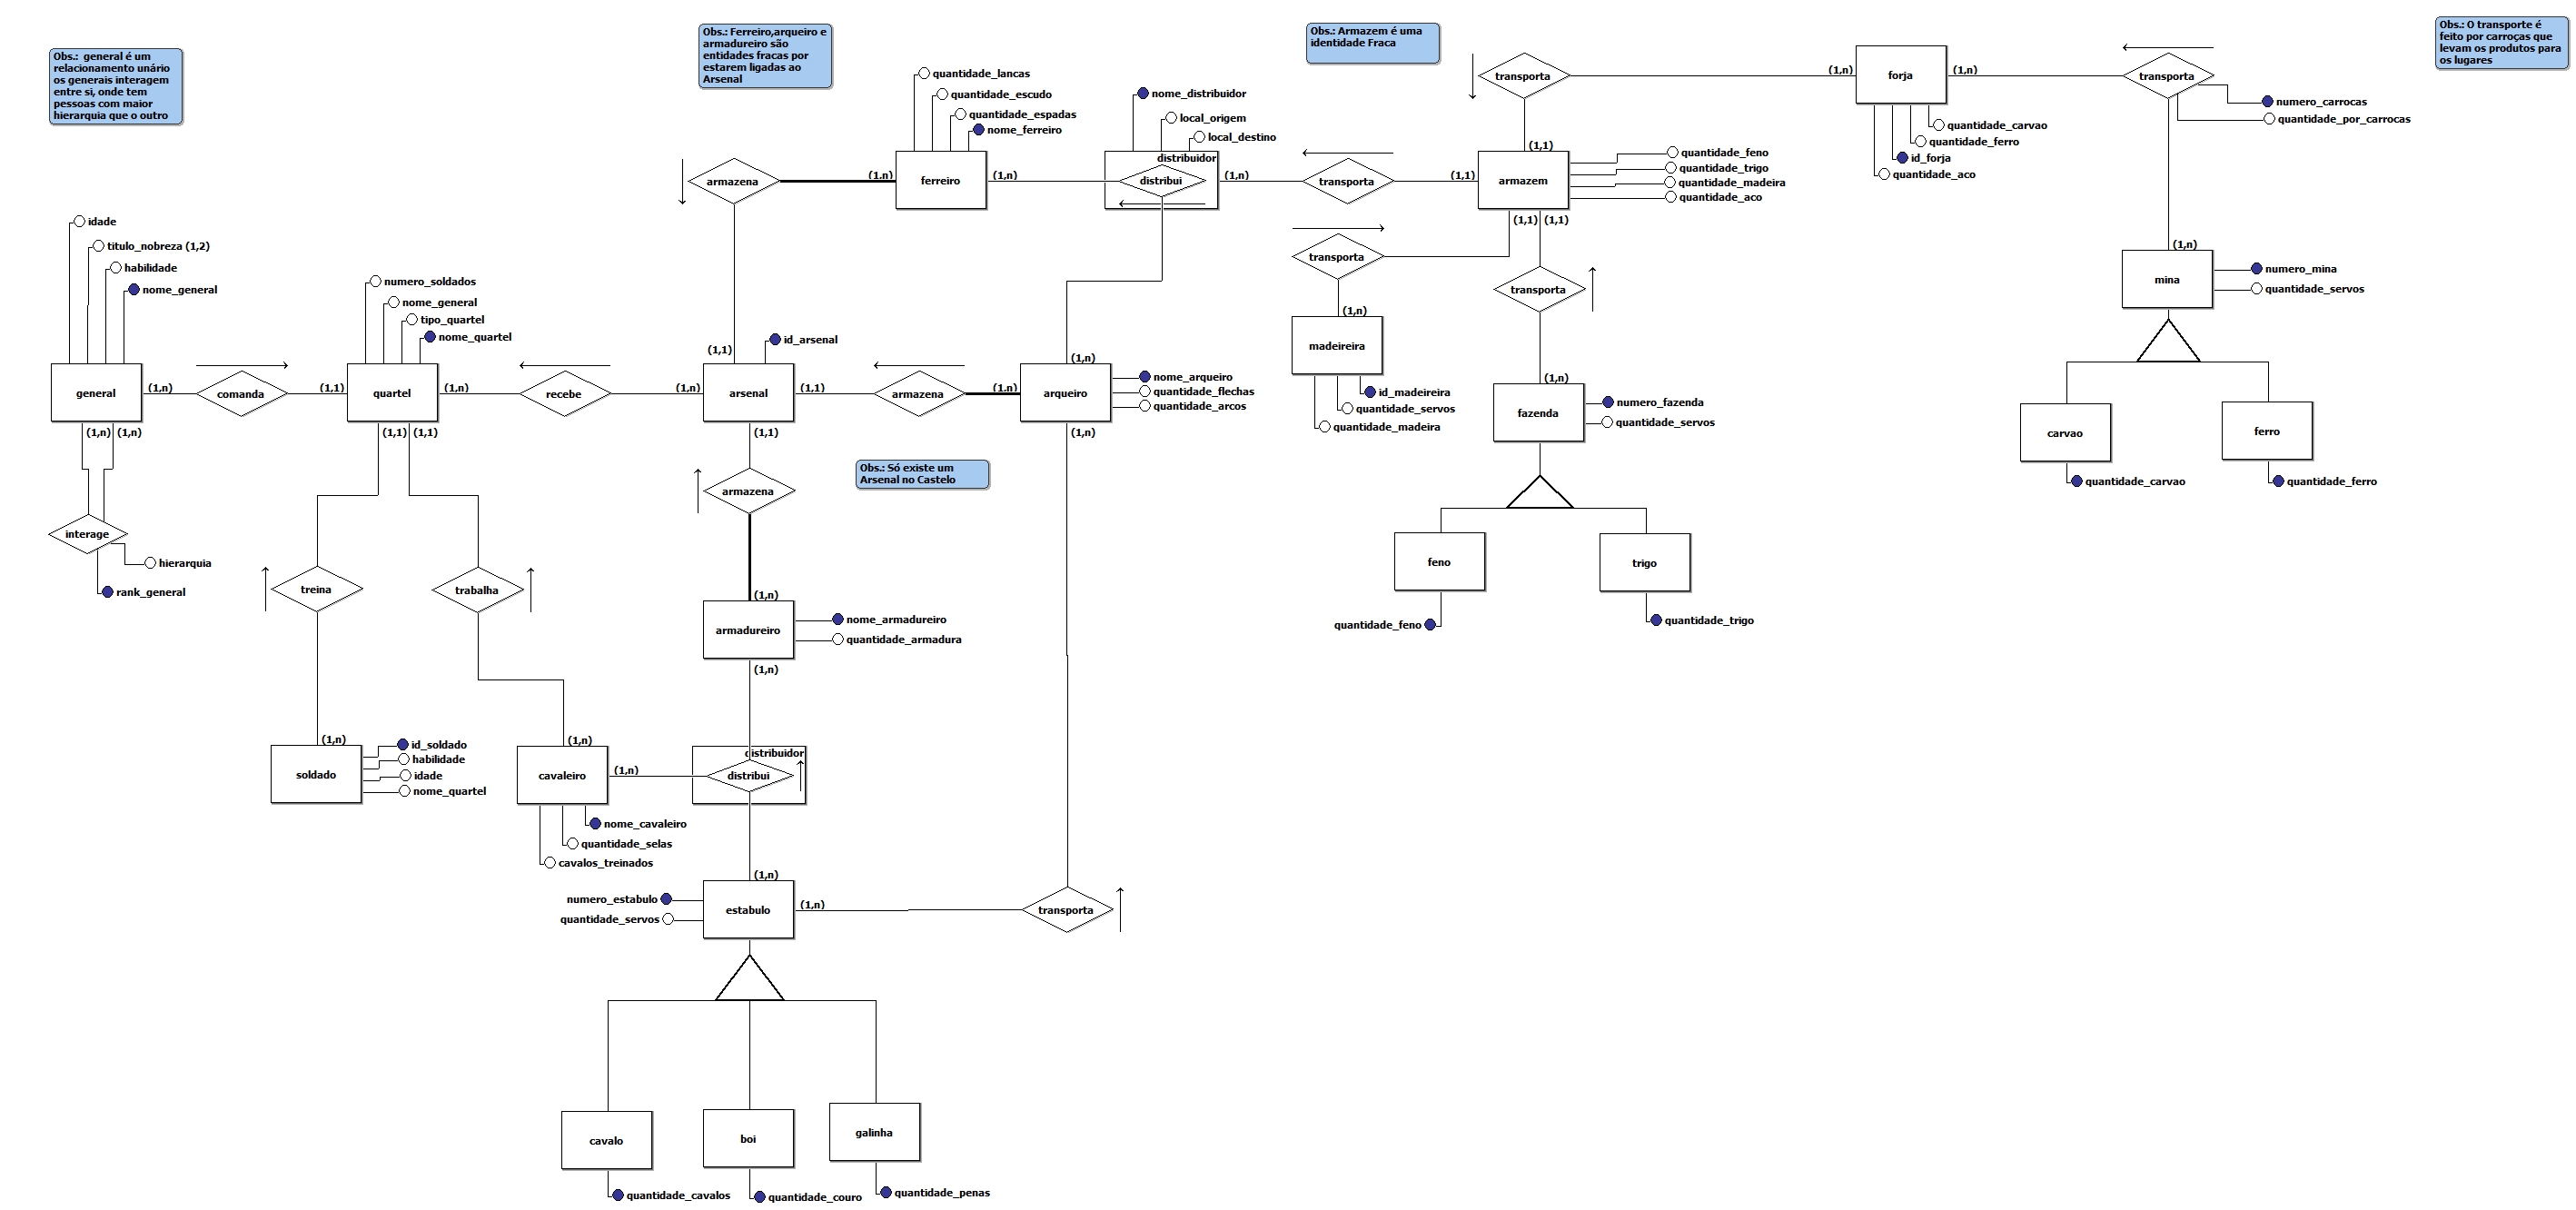 Obs.: general é um
relacionamento unário
os generais interagem
entre si, onde tem
pessoas com maior
hierarquia que o outro
Obs.: Ferreiro,arqueiro e
armadureiro são
entidades fracas por
estarem ligadas ao
Arsenal
Obs.: Armazem é uma
identidade Fraca
Obs.: O transporte é
feito por carroças que
levam os produtos para
os lugares
quantidade_lancas
quantidade_escudo
quantidade_espadas
nome_ferreiro
armazena
(1,n)
ferreiro
(1,n)
nome_distribuidor
local_origem
local_destino
distribuidor
distribui
(1,n)
transporta
(1,1)
armazem
(1,1)
quantidade_feno
quantidade_trigo
quantidade_madeira
quantidade_aco
transporta
(1,n)
forja
(1,n)
quantidade_carvao
quantidade_ferro
id_forja
quantidade_aco
transporta
numero_carrocas
quantidade_por_carrocas
(1,n)
mina
numero_mina
quantidade_servos
carvao
quantidade_carvao
ferro
quantidade_ferro
(1,1)
(1,1)
transporta
(1,n)
madeireira
id_madeireira
quantidade_servos
quantidade_madeira
transporta
(1,n)
fazenda
numero_fazenda
quantidade_servos
feno
quantidade_feno
trigo
quantidade_trigo
idade
titulo_nobreza (1,2)
habilidade
nome_general
general
(1,n)
comanda
(1,1)
numero_soldados
nome_general
tipo_quartel
nome_quartel
quartel
(1,n)
recebe
(1,n)
(1,1)
id_arsenal
arsenal
(1,1)
armazena
(1,n)
(1,n)
arqueiro
nome_arqueiro
quantidade_flechas
quantidade_arcos
(1,n)
(1,n)
(1,n)
interage
hierarquia
rank_general
(1,1)
(1,1)
treina
trabalha
(1,1)
armazena
Obs.: Só existe um
Arsenal no Castelo
(1,n)
armadureiro
nome_armadureiro
quantidade_armadura
(1,n)
(1,n)
soldado
id_soldado
habilidade
idade
nome_quartel
(1,n)
cavaleiro
(1,n)
nome_cavaleiro
quantidade_selas
cavalos_treinados
distribuidor
distribui
(1,n)
numero_estabulo
quantidade_servos
estabulo
(1,n)
transporta
cavalo
quantidade_cavalos
boi
quantidade_couro
galinha
quantidade_penas